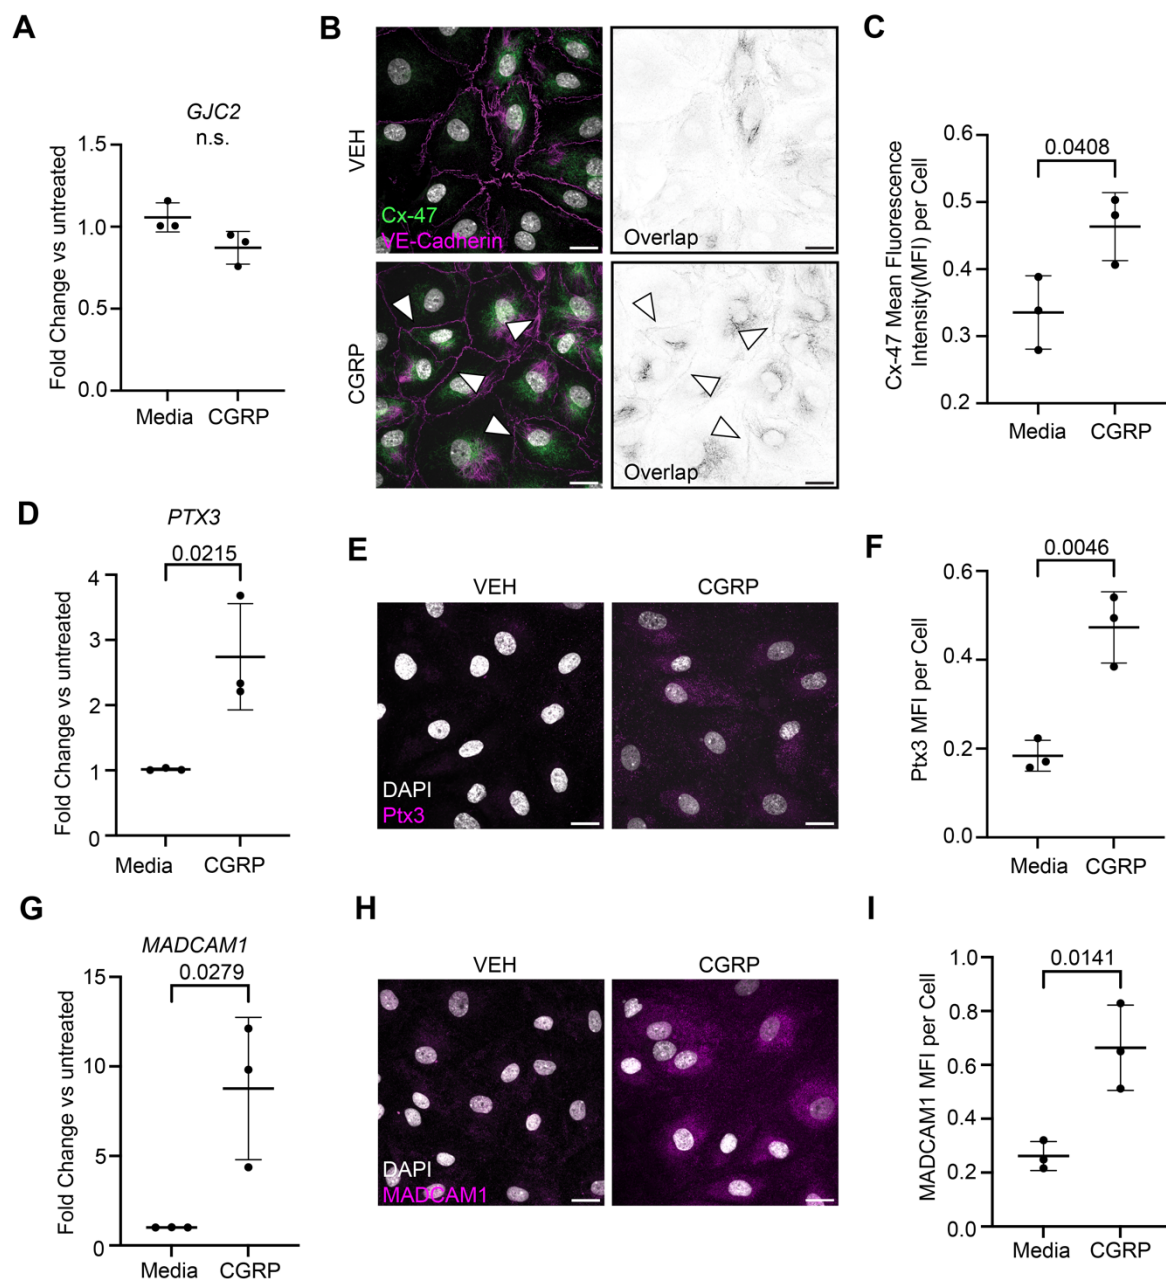 A
GJC2
n.s.
Fold Change vs untreated
1.5
1.0
0.5
0.0
Media CGRP
B
VEH
Cx-47
VE-Cadherin
Overlap
CGRP
Overlap
C
Cx-47 Mean Fluorescence
Intensity(MFI) per Cell
0.6
0.5
0.4
0.3
0.2
0.0408
Media CGRP
D
PTX3
0.0215
Fold Change vs untreated
4
3
2
1
0
Media CGRP
E
VEH CGRP
DAPI
Ptx3
F
0.0046
Ptx3 MFI per Cell
0.6
0.4
0.2
0.0
Media CGRP
G
MADCAM1
0.0279
Fold Change vs untreated
15
10
5
0
Media CGRP
H
VEH CGRP
DAPI
MADCAM1
I
0.0141
MADCAM1 MFI per Cell
1.0
0.8
0.6
0.4
0.2
0.0
Media CGRP